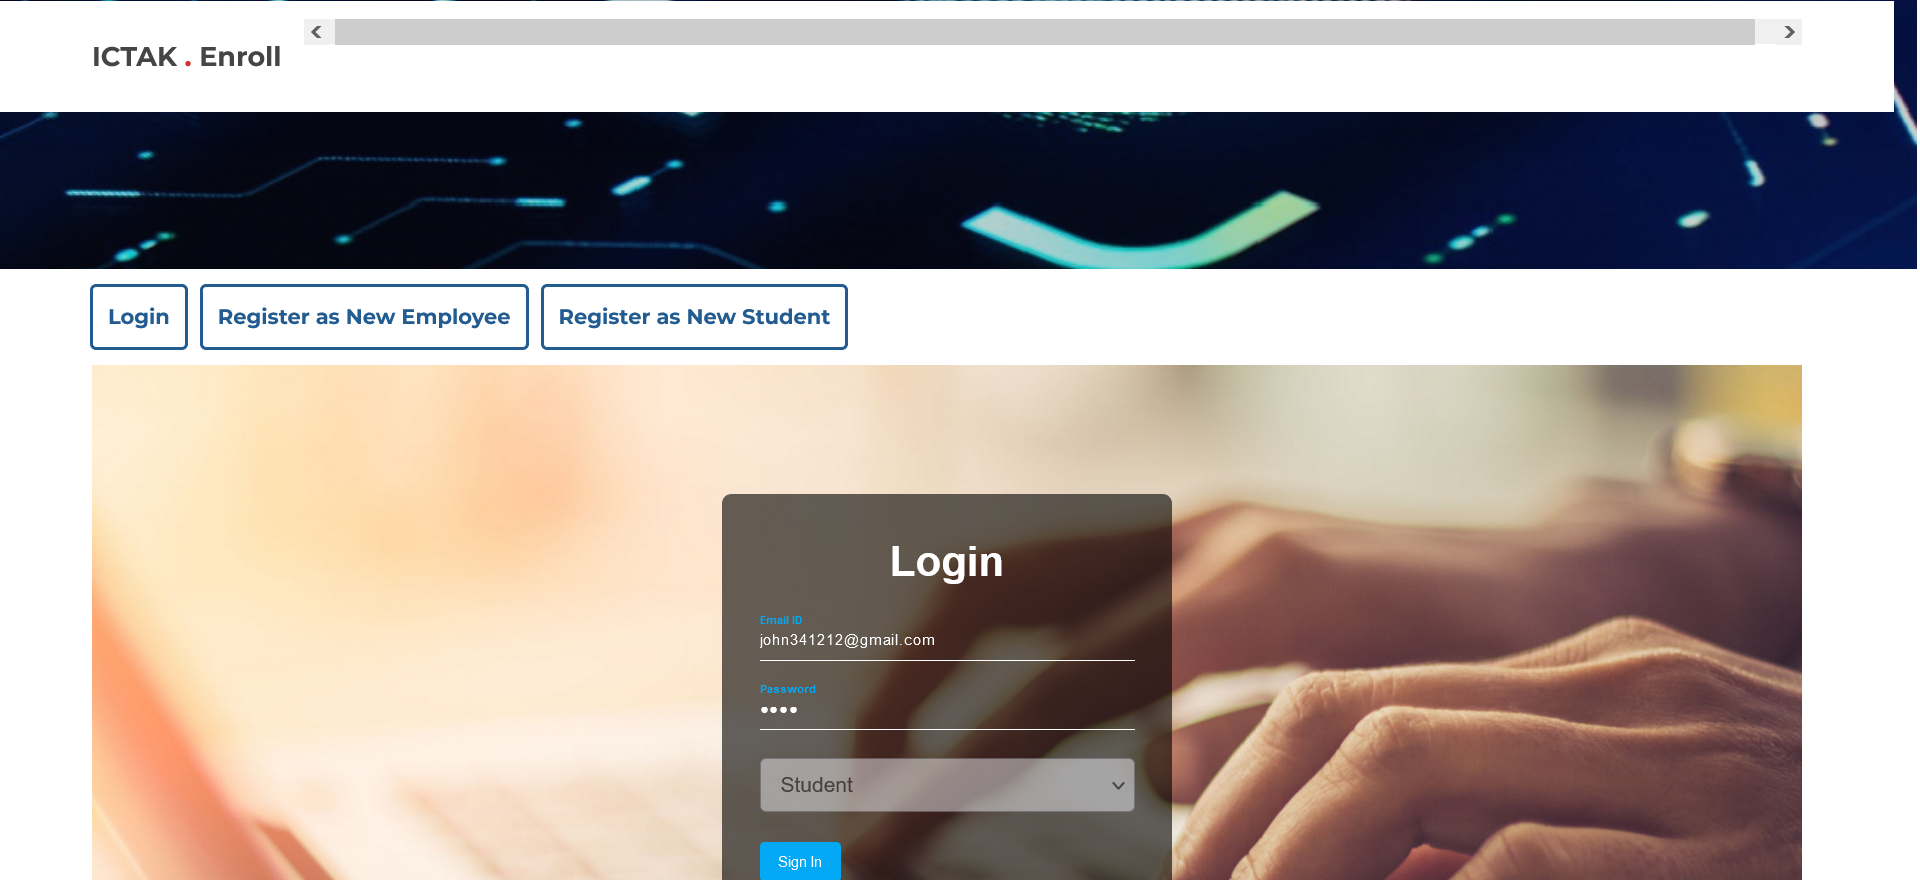 ICTAK . Enroll
Login
Register as New Employee
Register as New Student
Login
Email ID
john341212@gmail.com
Password
••••
Student
Sign In